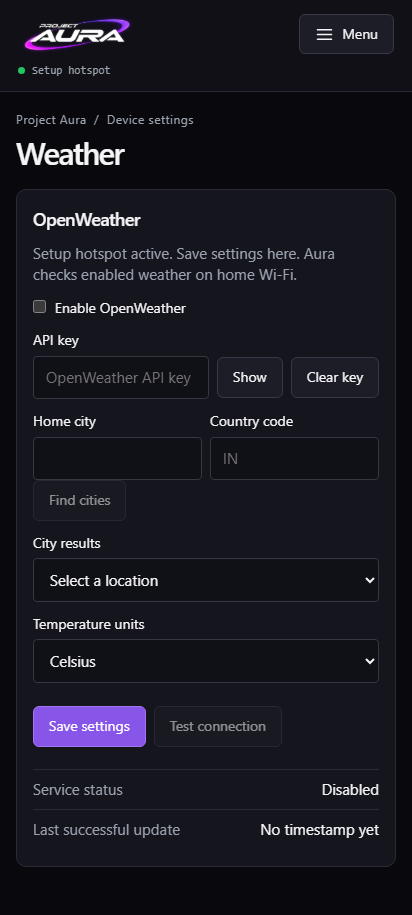 PROJECT
AURA
Menu
Setup hotspot
Project Aura / Device settings
Weather
OpenWeather
Setup hotspot active. Save settings here. Aura
checks enabled weather on home Wi-Fi.
Enable OpenWeather
API key
OpenWeather API key
Show
Clear key
Home city
Country code
IN
Find cities
City results
Select a location
Temperature units
Celsius
Save settings
Test connection
Service status
Disabled
Last successful update
No timestamp yet